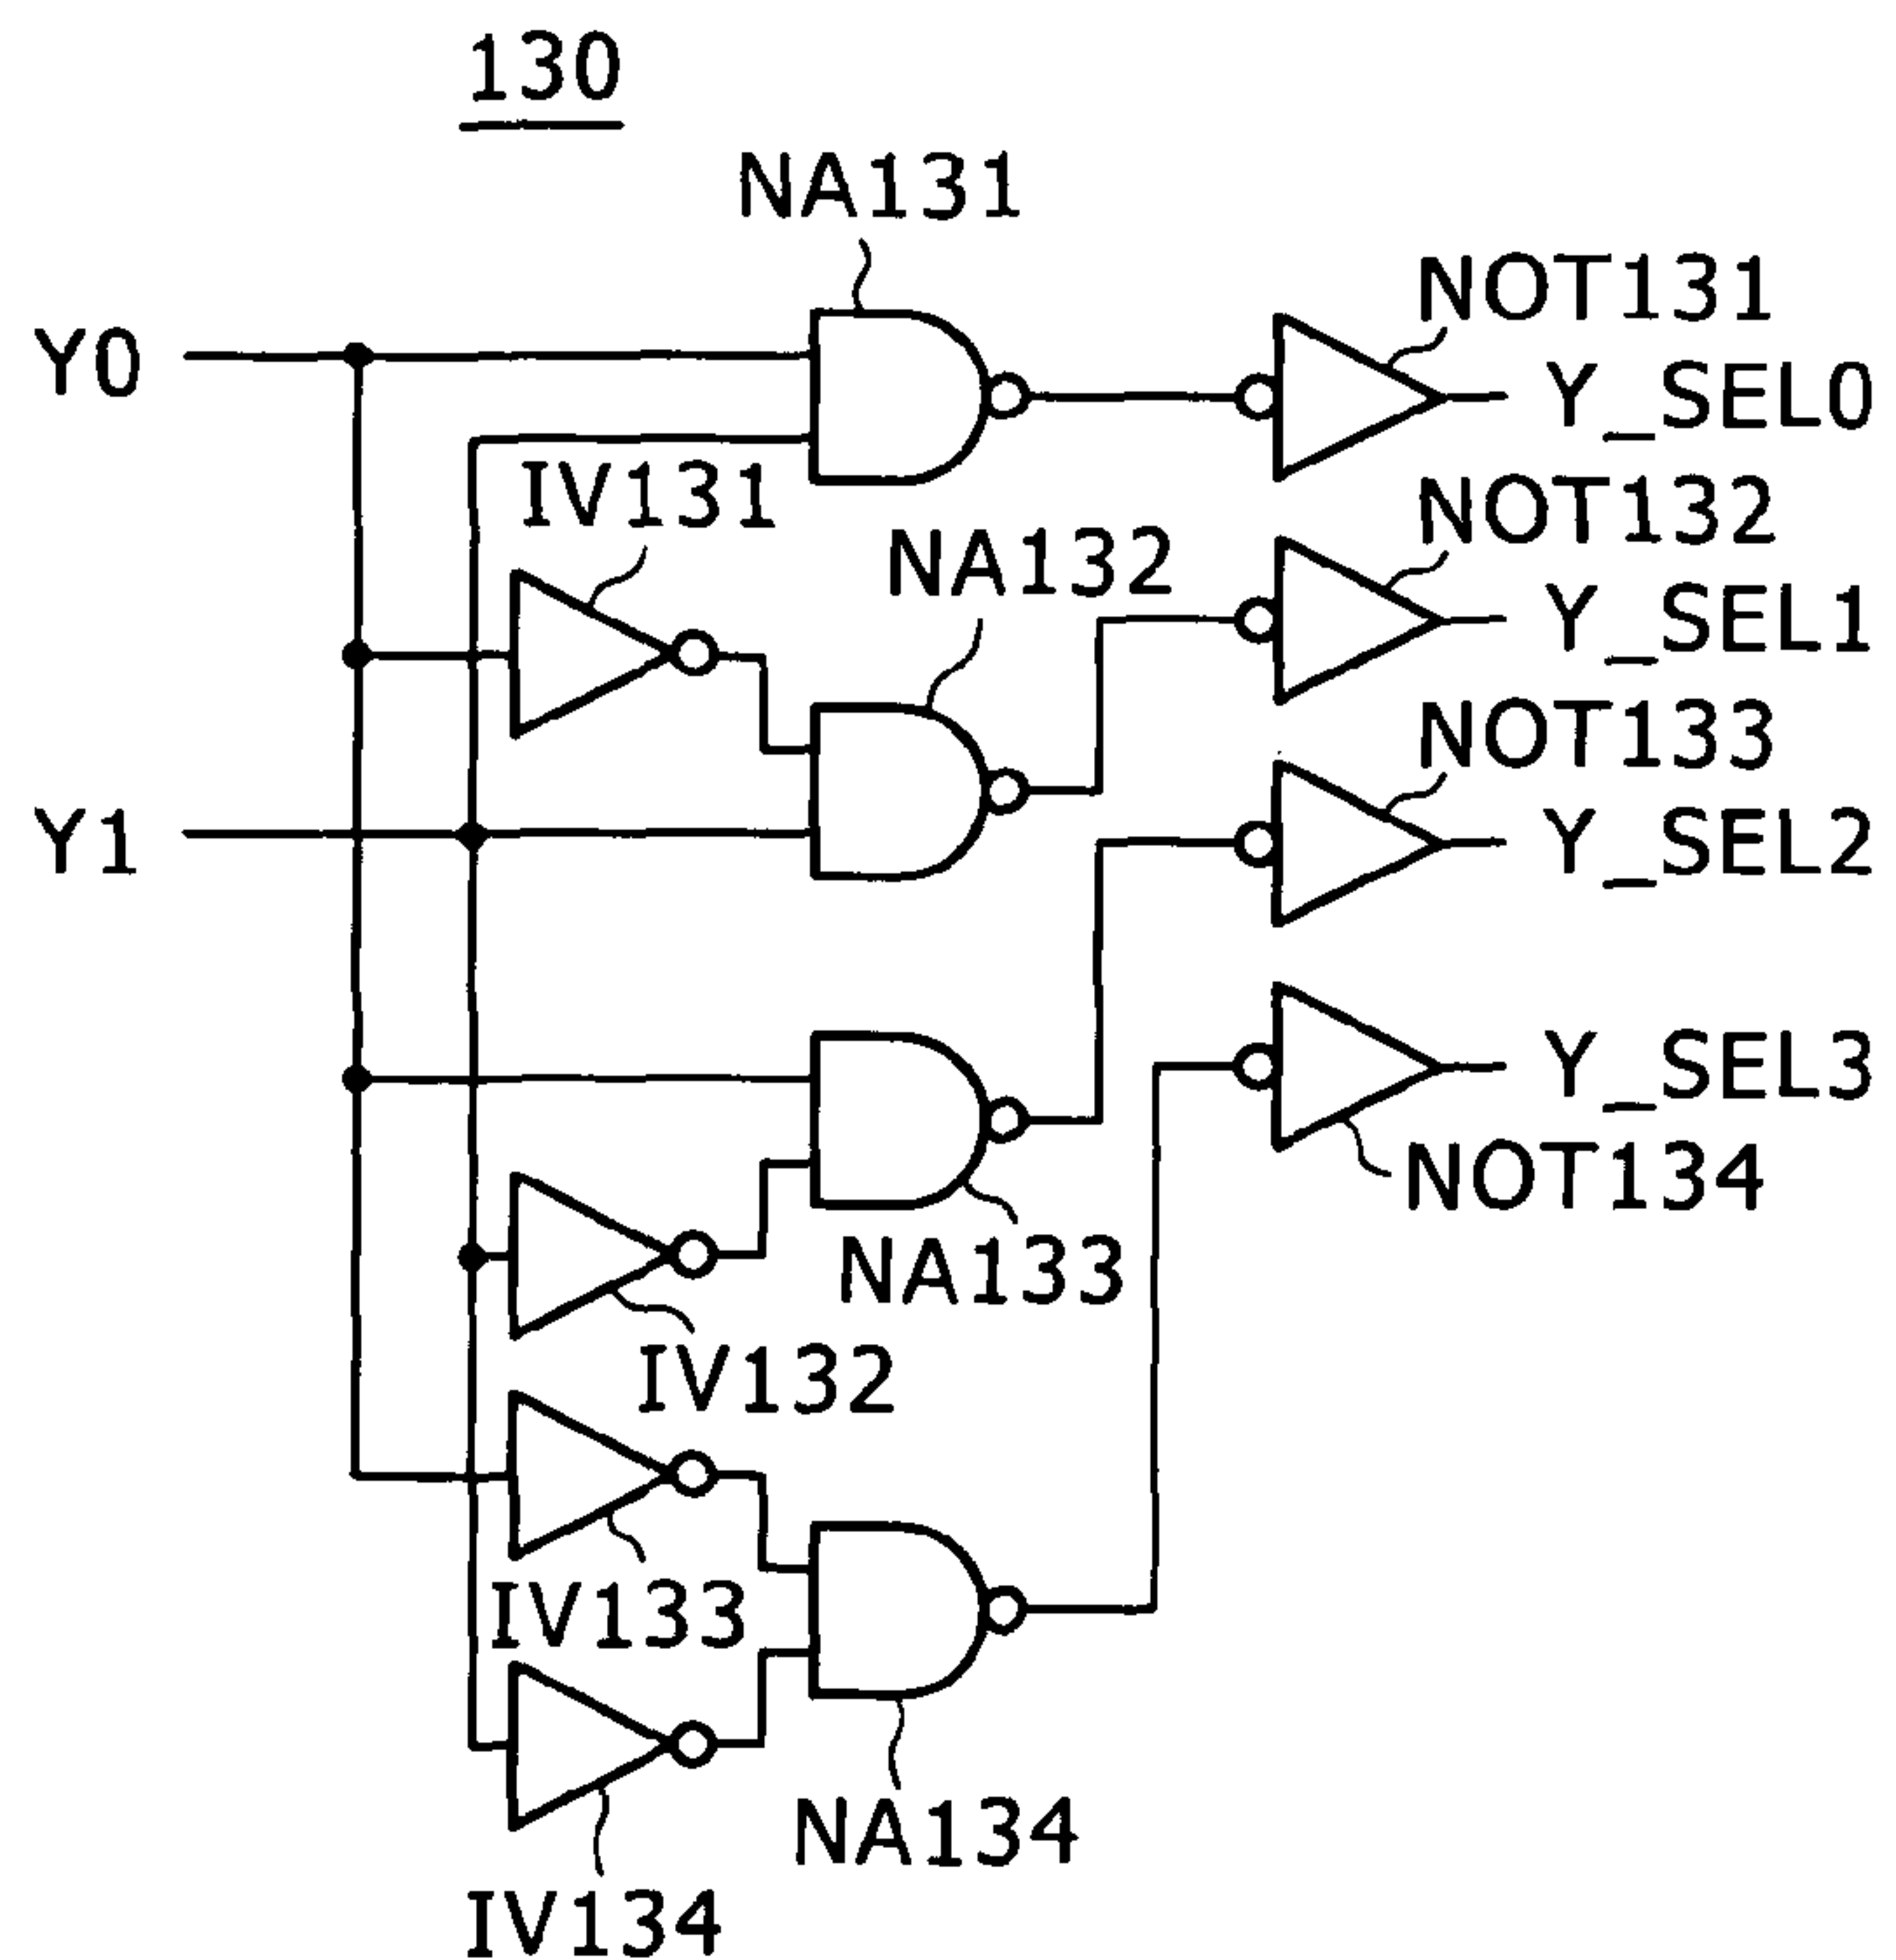 130
NA131
NOT131
Y0
Y_SEL0
IV131
NOT132
NA132
Y_SEL1
NOT133
Y1
Y_SEL2
Y_SEL3
NOT134
NA133
IV132
IV133
NA134
IV134